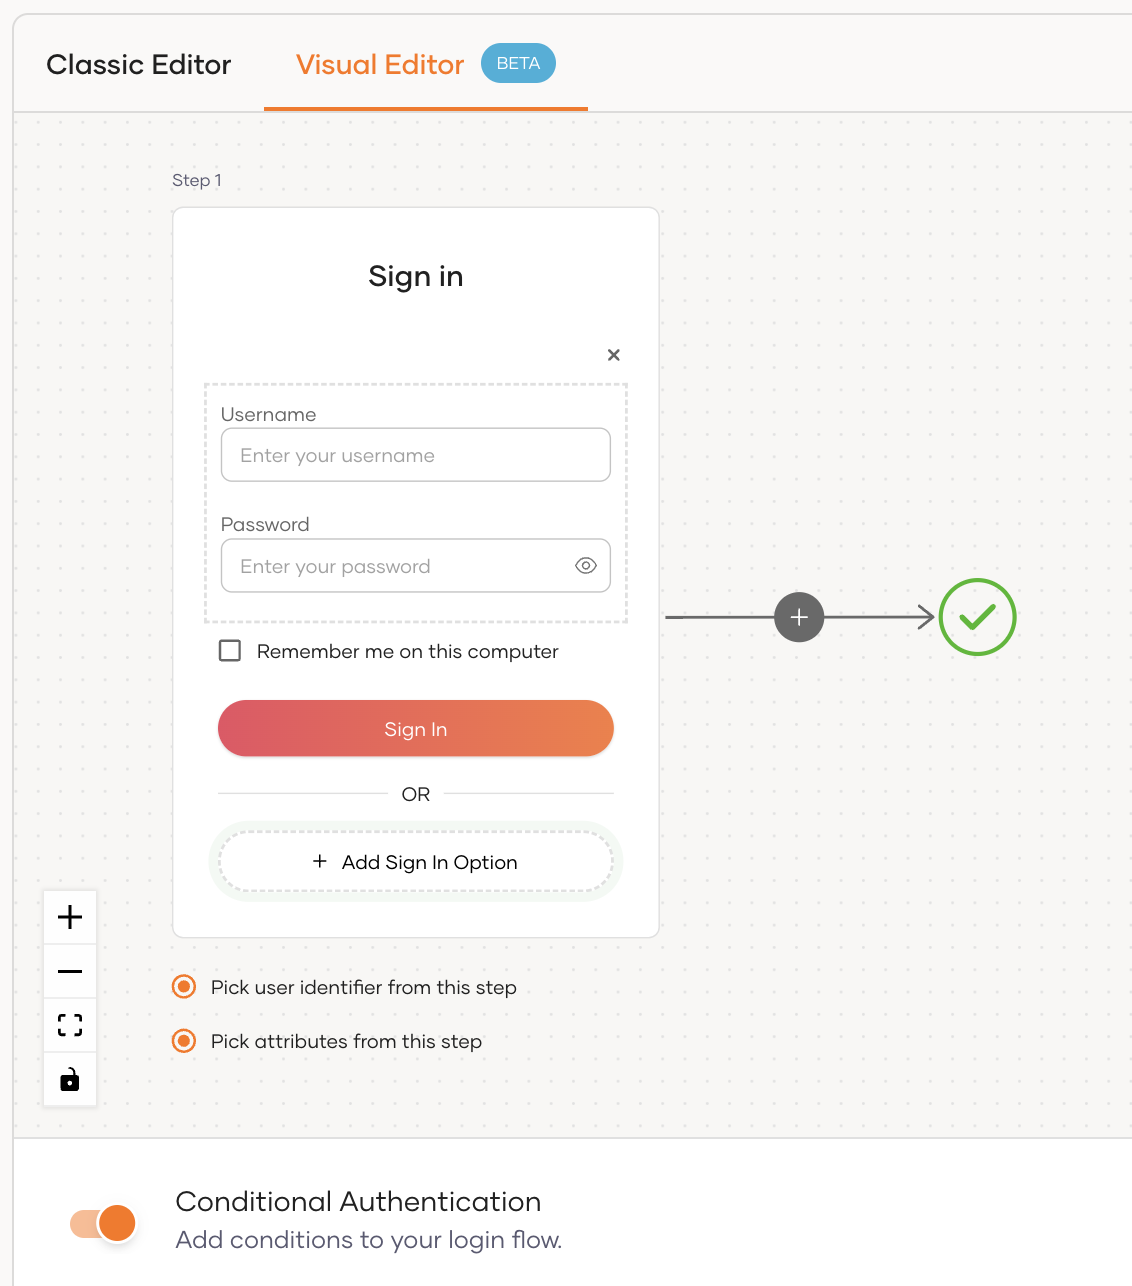 Classic Editor
Visual Editor
BETA
Step 1
Sign in
Username
Enter your username
Password
Enter your password
Remember me on this computer
Sign In
OR
+ Add Sign In Option
Pick user identifier from this step
Pick attributes from this step
Conditional Authentication
Add conditions to your login flow.